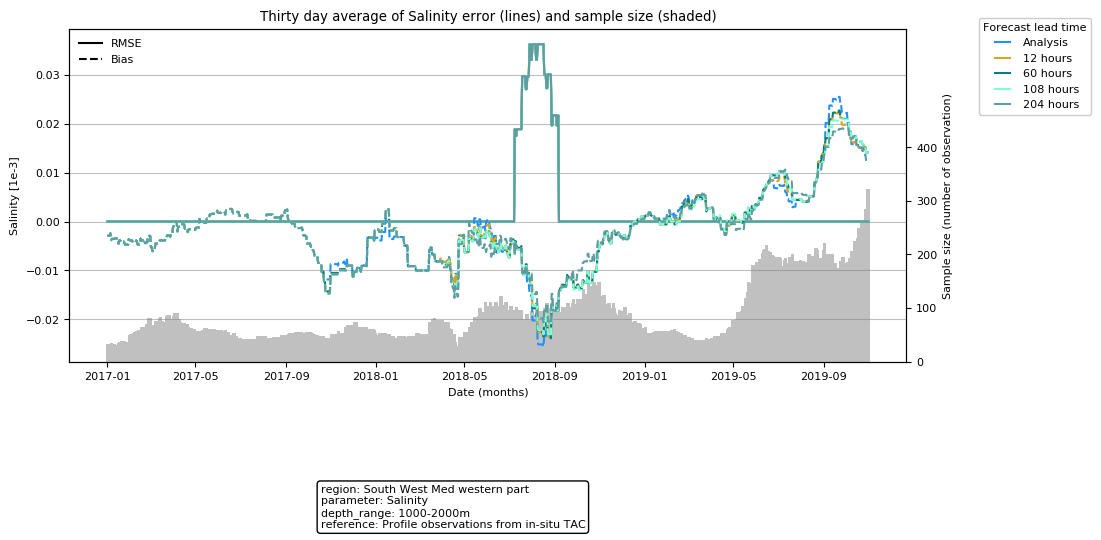 Thirty day average of Salinity error (lines) and sample size (shaded)
RMSE
Bias
Forecast lead time
Analysis
12 hours
60 hours
108 hours
204 hours
Salinity [1e-3]
0.03
0.02
0.01
0.00
−0.01
−0.02
Sample size (number of observation)
400
300
200
100
0
2017-01 2017-05 2017-09 2018-01 2018-05 2018-09 2019-01 2019-05 2019-09
Date (months)
region: South West Med western part
parameter: Salinity
depth_range: 1000-2000m
reference: Profile observations from in-situ TAC